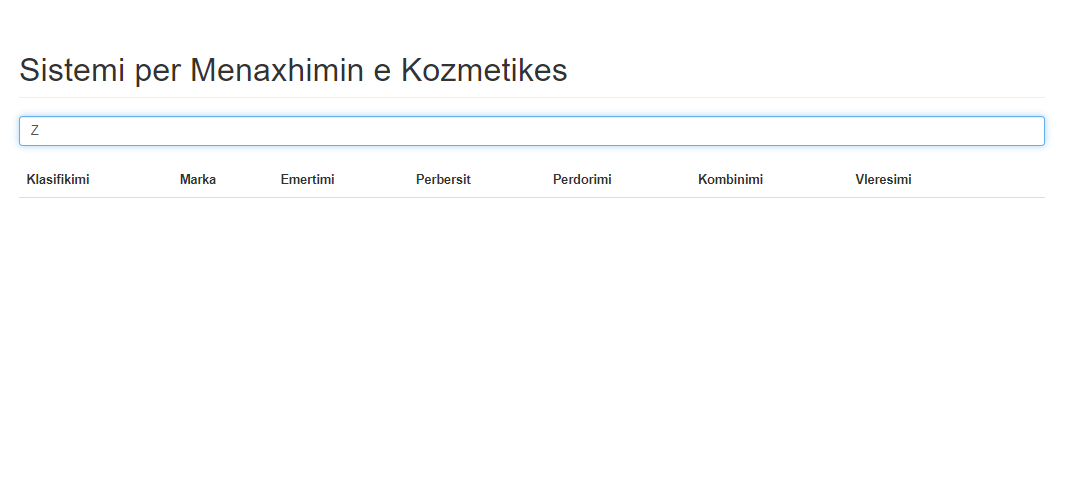 Sistemi per Menaxhimin e Kozmetikes
Z
Klasifikimi Marka Emertimi Perbersit Perdorimi Kombinimi Vleresimi